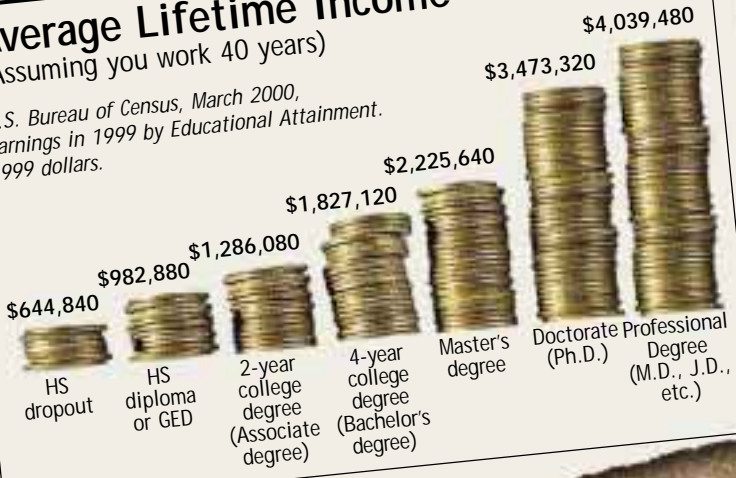 verage Lifetime Income
ssuming you work 40 years)
.S. Bureau of Census, March 2000,
arnings in 1999 by Educational Attainment.
999 dollars.
$644,840
$982,880
$1,286,080
$1,827,120
$2,225,640
$3,473,320
$4,039,480
HS
dropout
HS
diploma
or GED
2-year
college
degree
(Associate
degree)
4-year
college
degree
(Bachelor's
degree)
Master's
degree
Doctorate
(Ph.D.)
Professional
Degree
(M.D., J.D.,
etc.)